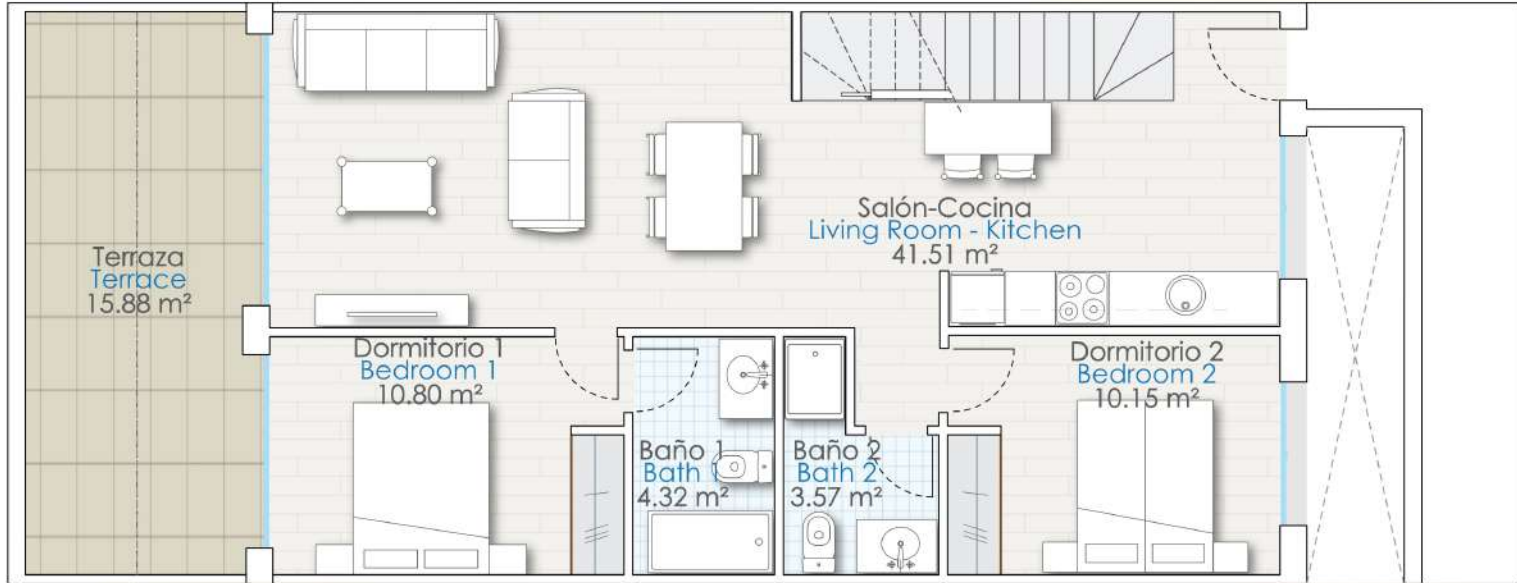 Terraza
Terrace
15.88 m²
Salón-Cocina
Living Room - Kitchen
41.51 m²
Dormitorio 1
Bedroom 1
10.80 m²
Baño 1
Bath 1
4.32 m²
Baño 2
Bath 2
3.57 m²
Dormitorio 2
Bedroom 2
10.15 m²